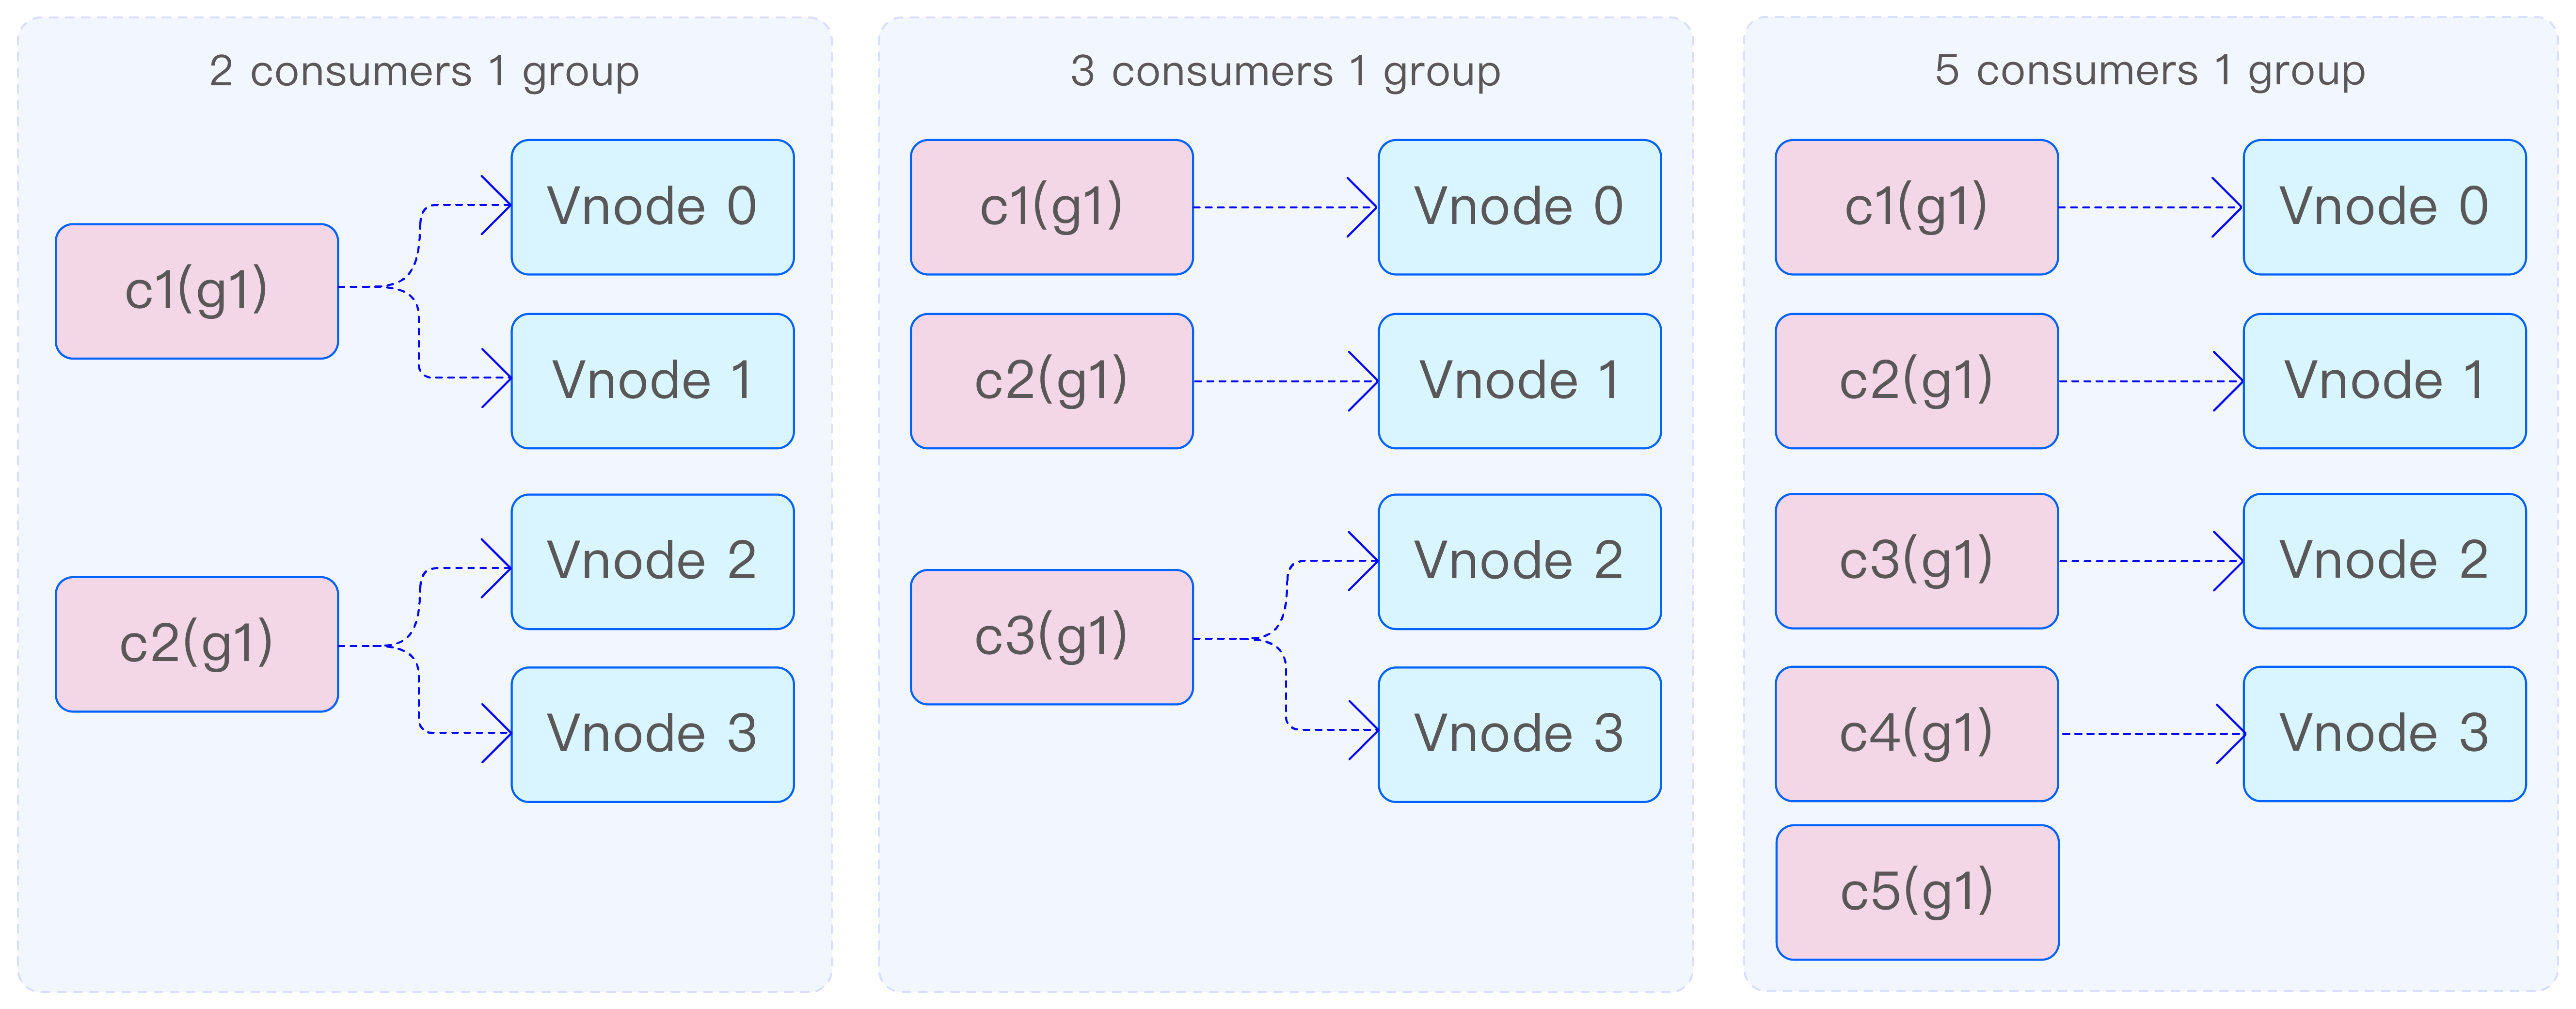 2 consumers 1 group
c1(g1)
Vnode 0
Vnode 1
c2(g1)
Vnode 2
Vnode 3
3 consumers 1 group
c1(g1)
Vnode 0
c2(g1)
Vnode 1
c3(g1)
Vnode 2
Vnode 3
5 consumers 1 group
c1(g1)
Vnode 0
c2(g1)
Vnode 1
c3(g1)
Vnode 2
c4(g1)
Vnode 3
c5(g1)